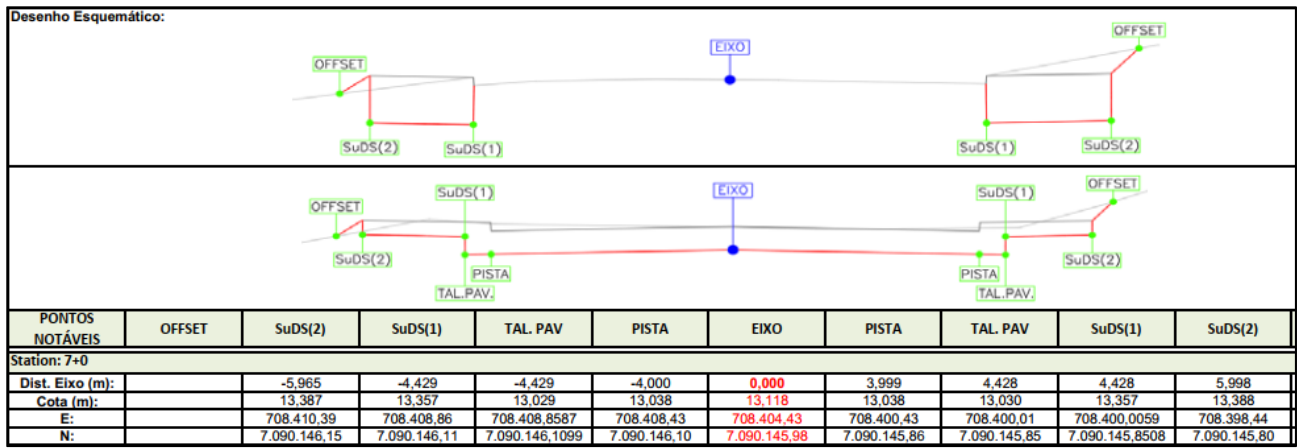 Desenho Esquemático:
OFFSET
EIXO
OFFSET
SuDS(2)
SuDS(1)
SuDS(1)
SuDS(2)
OFFSET
SuDS(1)
EIXO
SuDS(1)
OFFSET
SuDS(2)
PISTA
TAL.PAV.
PISTA
TAL.PAV.
SuDS(2)
PONTOS NOTÁVEIS OFFSET SuDS(2) SuDS(1) TAL. PAV PISTA EIXO PISTA TAL. PAV SuDS(1) SuDS(2)
Station: 7+0
Dist. Eixo (m): -5,965 -4,429 -4,429 -4,000 0,000 3,999 4,428 4,428 5,998
Cota (m): 13,387 13,357 13,029 13,038 13,118 13,038 13,030 13,357 13,388
E: 708.410,39 708.408,86 708.408,8587 708.408,43 708.404,43 708.400,43 708.400,01 708.400,0059 708.398,44
N: 7.090.146,15 7.090.146,11 7.090.146,1099 7.090.146,10 7.090.145,98 7.090.145,86 7.090.145,85 7.090.145,8508 7.090.145,80